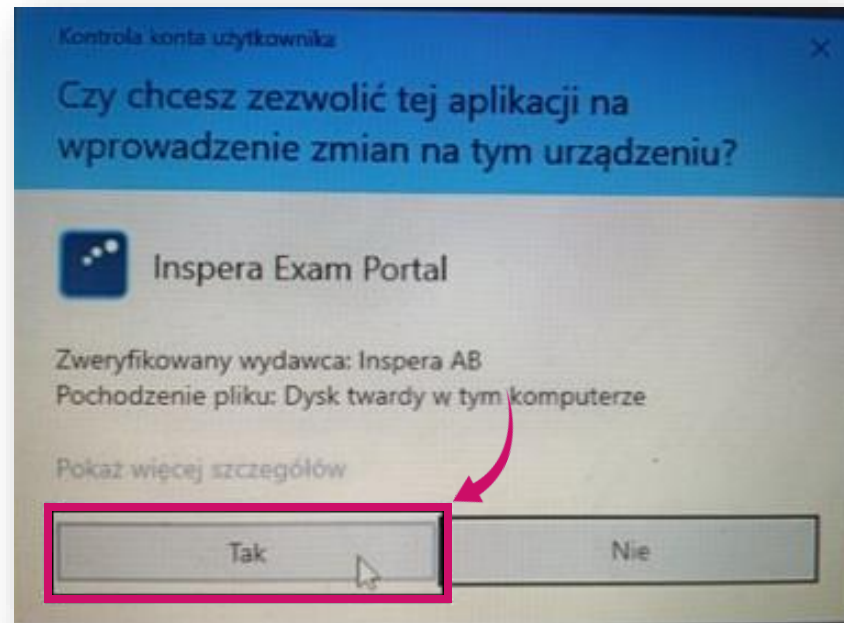 Kontrola konta użytkownika
Czy chcesz zezwolić tej aplikacji na
wprowadzenie zmian na tym urządzeniu?
Inspera Exam Portal
Zweryfikowany wydawca: Inspera AB
Pochodzenie pliku: Dysk twardy w tym komputerze
Pokaż więcej szczegółów
Tak Nie